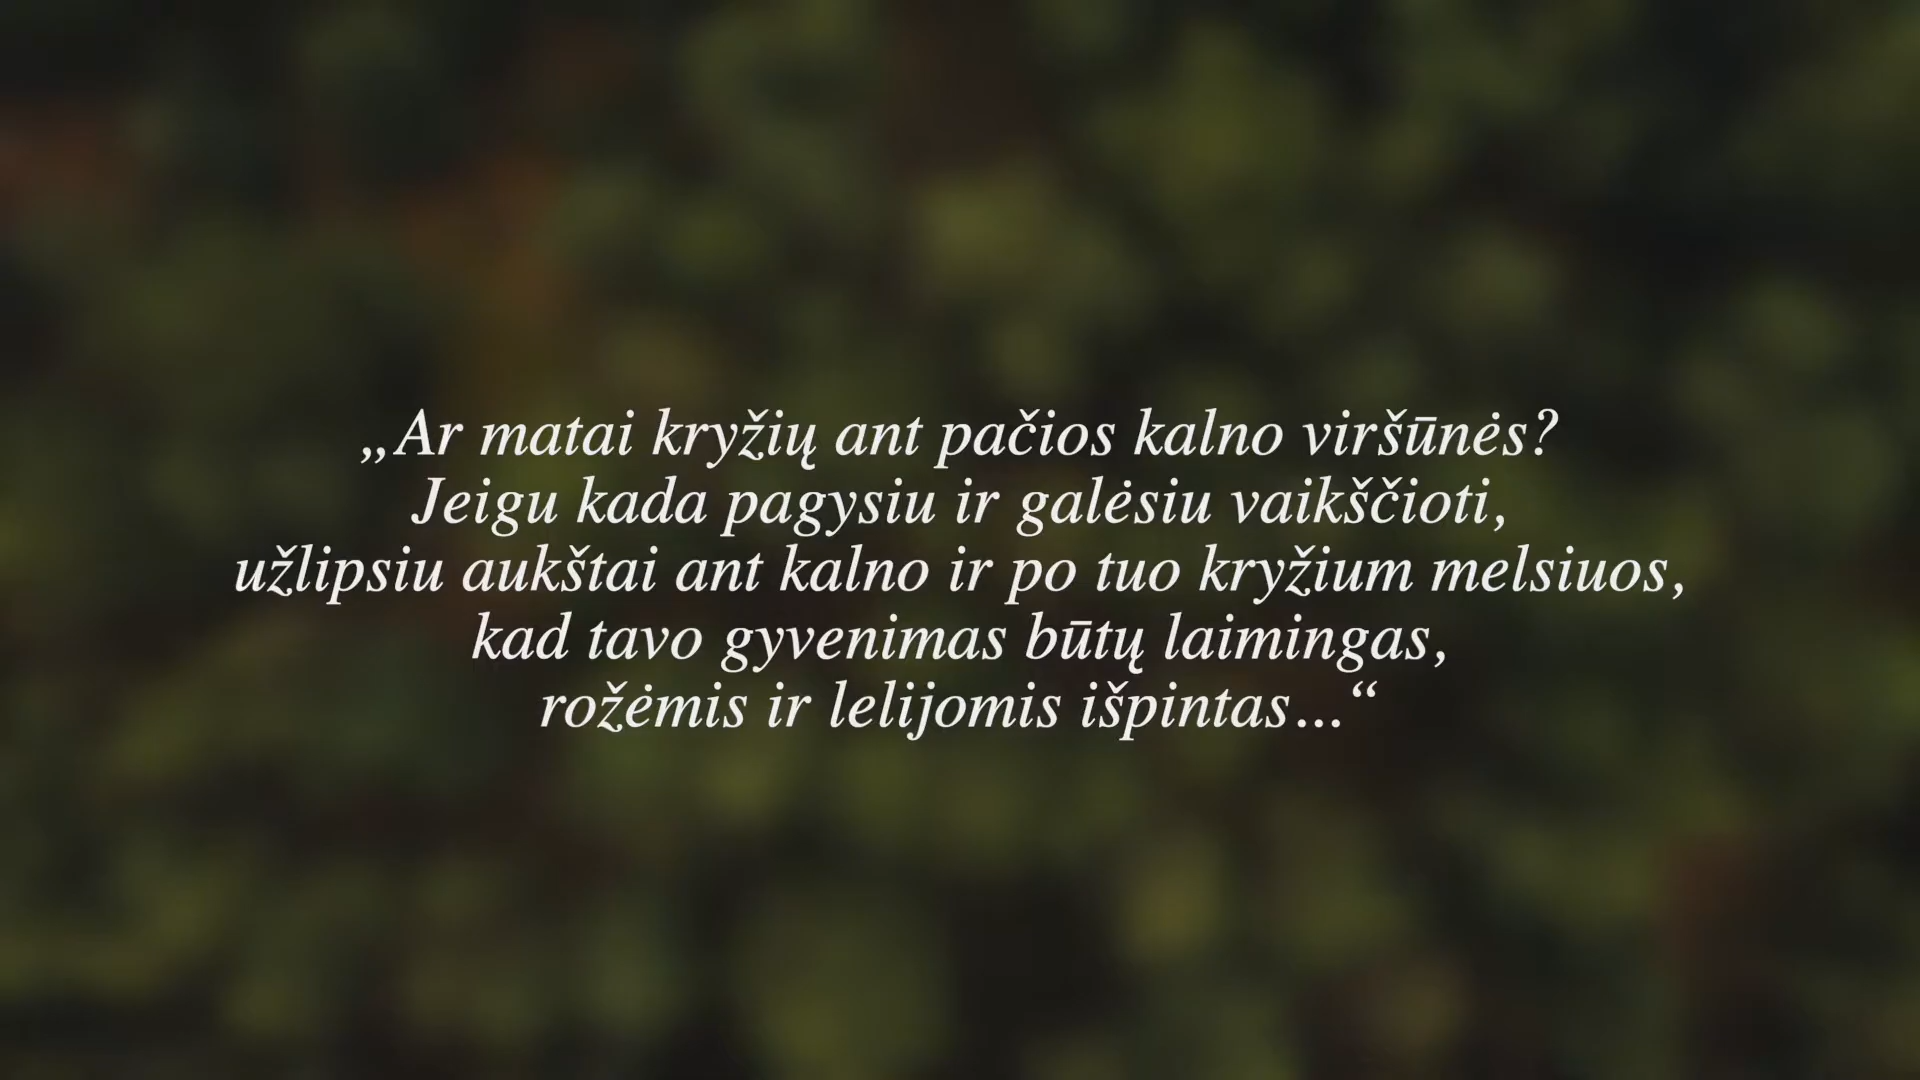 „Ar matai kryžių ant pačios kalno viršūnės?
Jeigu kada pagysiu ir galėsiu vaikščioti,
užlipsiu aukštai ant kalno ir po tuo kryžium melsiuos,
kad tavo gyvenimas būtų laimingas,
rožėmis ir lelijomis išpintas...“